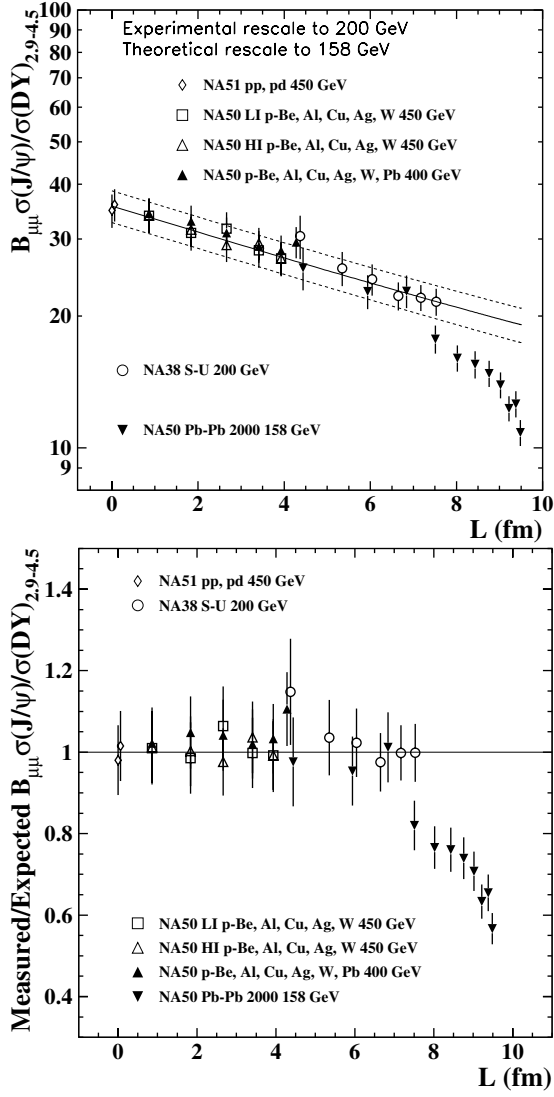 Experimental rescale to 200 GeV
Theoretical rescale to 158 GeV
NA51 pp, pd 450 GeV
NA50 LI p-Be, Al, Cu, Ag, W 450 GeV
NA50 HI p-Be, Al, Cu, Ag, W 450 GeV
NA50 p-Be, Al, Cu, Ag, W, Pb 400 GeV
NA38 S-U 200 GeV
NA50 Pb-Pb 2000 158 GeV
B_μμ σ(J/ψ)/σ(DY)_2.9-4.5
100
90
80
70
60
50
40
30
20
10
9
8
0 2 4 6 8 10
L (fm)
NA51 pp, pd 450 GeV
NA38 S-U 200 GeV
NA50 LI p-Be, Al, Cu, Ag, W 450 GeV
NA50 HI p-Be, Al, Cu, Ag, W 450 GeV
NA50 p-Be, Al, Cu, Ag, W, Pb 400 GeV
NA50 Pb-Pb 2000 158 GeV
Measured/Expected B_μμ σ(J/ψ)/σ(DY)_2.9-4.5
1.4
1.2
1
0.8
0.6
0.4
0 2 4 6 8 10
L (fm)